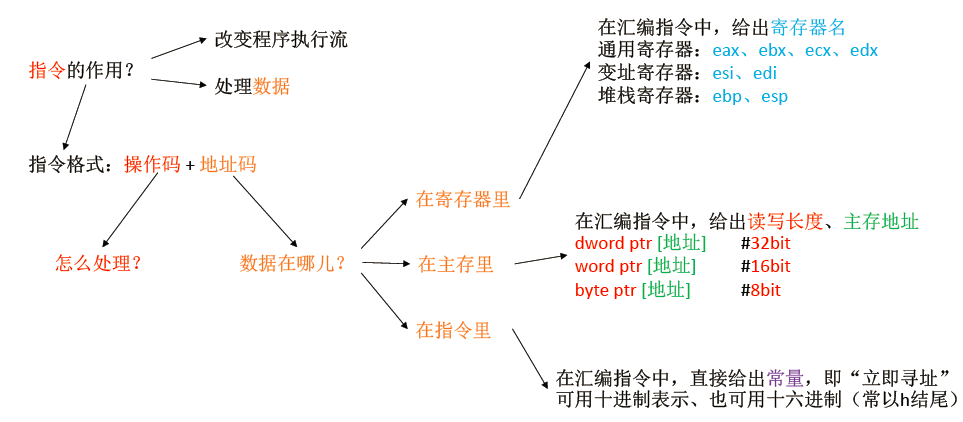 指令的作用？
改变程序执行流
处理数据
指令格式：操作码 + 地址码
怎么处理？
数据在哪儿？
在寄存器里
在主存里
在指令里
在汇编指令中，给出寄存器名
通用寄存器：eax、ebx、ecx、edx
变址寄存器：esi、edi
堆栈寄存器：ebp、esp
在汇编指令中，给出读写长度、主存地址
dword ptr [地址] #32bit
word ptr [地址] #16bit
byte ptr [地址] #8bit
在汇编指令中，直接给出常量，即“立即寻址”
可用十进制表示、也可用十六进制（常以h结尾）